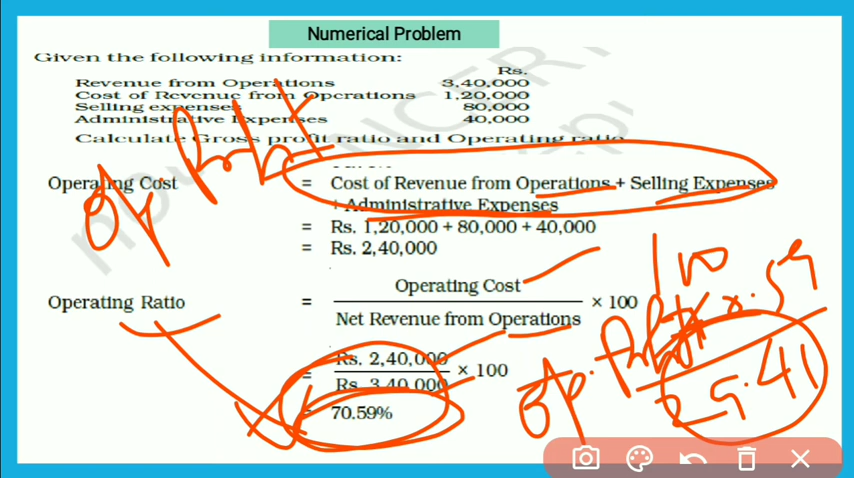 Numerical Problem
Given the following information:
Rs.
Revenue from Operations 3,40,000
Cost of Revenue from Operations 1,20,000
Selling expenses 80,000
Administrative Expenses 40,000
Calculate Gross profit ratio and Operating ratio
Operating Cost = Cost of Revenue from Operations + Selling Expenses
+ Administrative Expenses
= Rs. 1,20,000 + 80,000 + 40,000
= Rs. 2,40,000
Operating Ratio = Operating Cost
Net Revenue from Operations
× 100
= Rs. 2,40,000
Rs. 3,40,000
× 100
= 70.59%
100
29.41